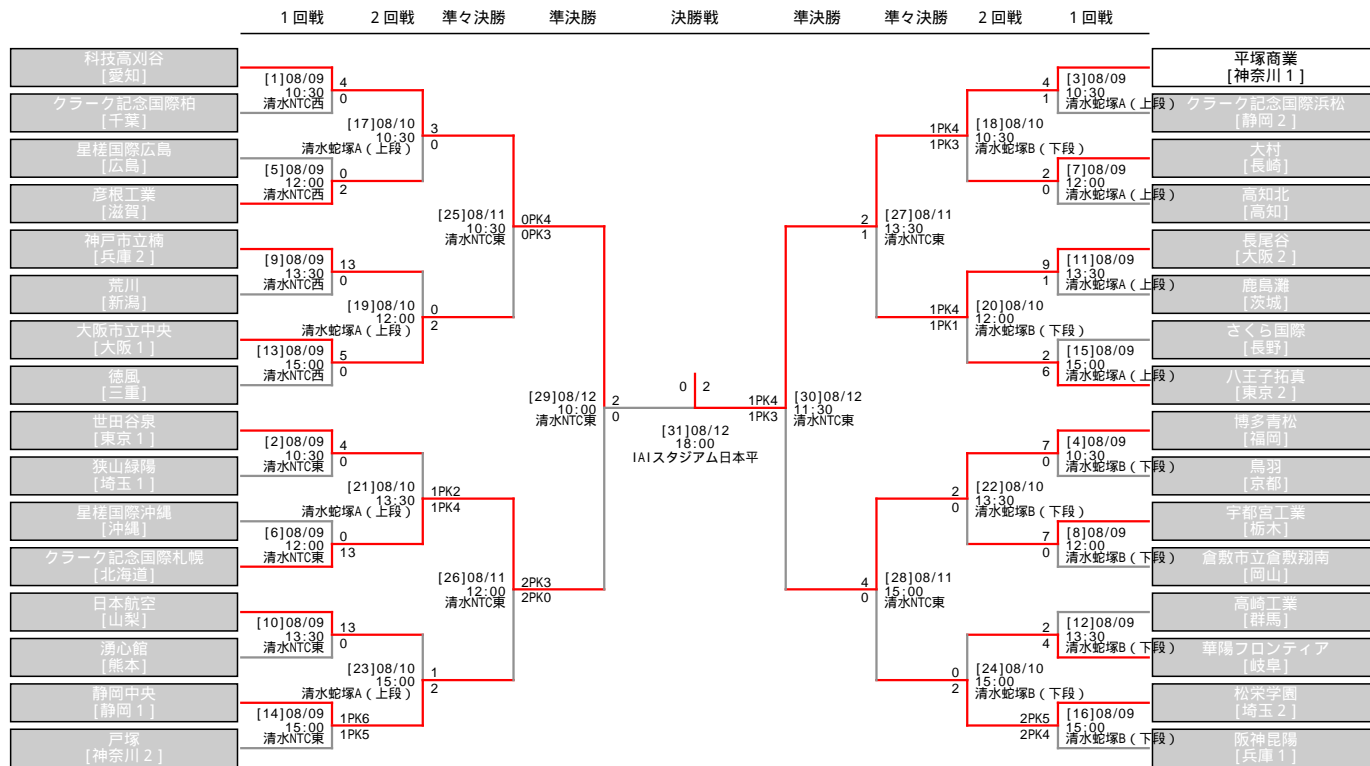 1回戦 2回戦 準々決勝 準決勝 決勝戦 準決勝 準々決勝 2回戦 1回戦
科技高刈谷
[愛知]
クラーク記念国際柏
[千葉]
星槎国際広島
[広島]
彦根工業
[滋賀]
神戸市立楠
[兵庫2]
荒川
[新潟]
大阪市立中央
[大阪1]
徳風
[三重]
世田谷泉
[東京1]
狭山緑陽
[埼玉1]
星槎国際沖縄
[沖縄]
クラーク記念国際札幌
[北海道]
日本航空
[山梨]
湧心館
[熊本]
静岡中央
[静岡1]
戸塚
[神奈川2]
[1]08/09
10:30
清水NTC西
4
0
[5]08/09
12:00
清水NTC西
0
2
[9]08/09
13:30
清水NTC西
13
0
[13]08/09
15:00
清水NTC西
5
0
[2]08/09
10:30
清水NTC東
4
0
[6]08/09
12:00
清水NTC東
0
13
[10]08/09
13:30
清水NTC東
13
0
[14]08/09
15:00
清水NTC東
1PK6
1PK5
[17]08/10
10:30
清水蛇塚A(上段)
3
0
[19]08/10
12:00
清水蛇塚A(上段)
0
2
[21]08/10
13:30
清水蛇塚A(上段)
1PK2
1PK4
[23]08/10
15:00
清水蛇塚A(上段)
1
2
[25]08/11
10:30
清水NTC東
0PK4
0PK3
[26]08/11
12:00
清水NTC東
2PK3
2PK0
[29]08/12
10:00
清水NTC東
2
0
0 2
[31]08/12
18:00
IAIスタジアム日本平
1PK4
1PK3
[30]08/12
11:30
清水NTC東
2
1
[27]08/11
13:30
清水NTC東
4
0
[28]08/11
15:00
清水NTC東
1PK4
1PK3
[18]08/10
10:30
清水蛇塚B(下段)
1PK4
1PK1
[20]08/10
12:00
清水蛇塚B(下段)
2
0
[22]08/10
13:30
清水蛇塚B(下段)
0
2
[24]08/10
15:00
清水蛇塚B(下段)
4
1
[3]08/09
10:30
清水蛇塚A(上段)
2
0
[7]08/09
12:00
清水蛇塚A(上段)
9
1
[11]08/09
13:30
清水蛇塚A(上段)
2
6
[15]08/09
15:00
清水蛇塚A(上段)
7
0
[4]08/09
10:30
清水蛇塚B(下段)
7
0
[8]08/09
12:00
清水蛇塚B(下段)
2
4
[12]08/09
13:30
清水蛇塚B(下段)
2PK5
2PK4
[16]08/09
15:00
清水蛇塚B(下段)
平塚商業
[神奈川1]
クラーク記念国際浜松
[静岡2]
大村
[長崎]
高知北
[高知]
長尾谷
[大阪2]
鹿島灘
[茨城]
さくら国際
[長野]
八王子拓真
[東京2]
博多青松
[福岡]
鳥羽
[京都]
宇都宮工業
[栃木]
倉敷市立倉敷翔南
[岡山]
高崎工業
[群馬]
華陽フロンティア
[岐阜]
松栄学園
[埼玉2]
阪神昆陽
[兵庫1]